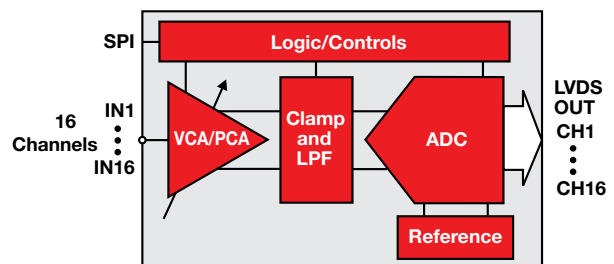 SPI
Logic/Controls
16
Channels
IN1
IN16
VCA/PCA
Clamp
and
LPF
ADC
Reference
LVDS
OUT
CH1
CH16